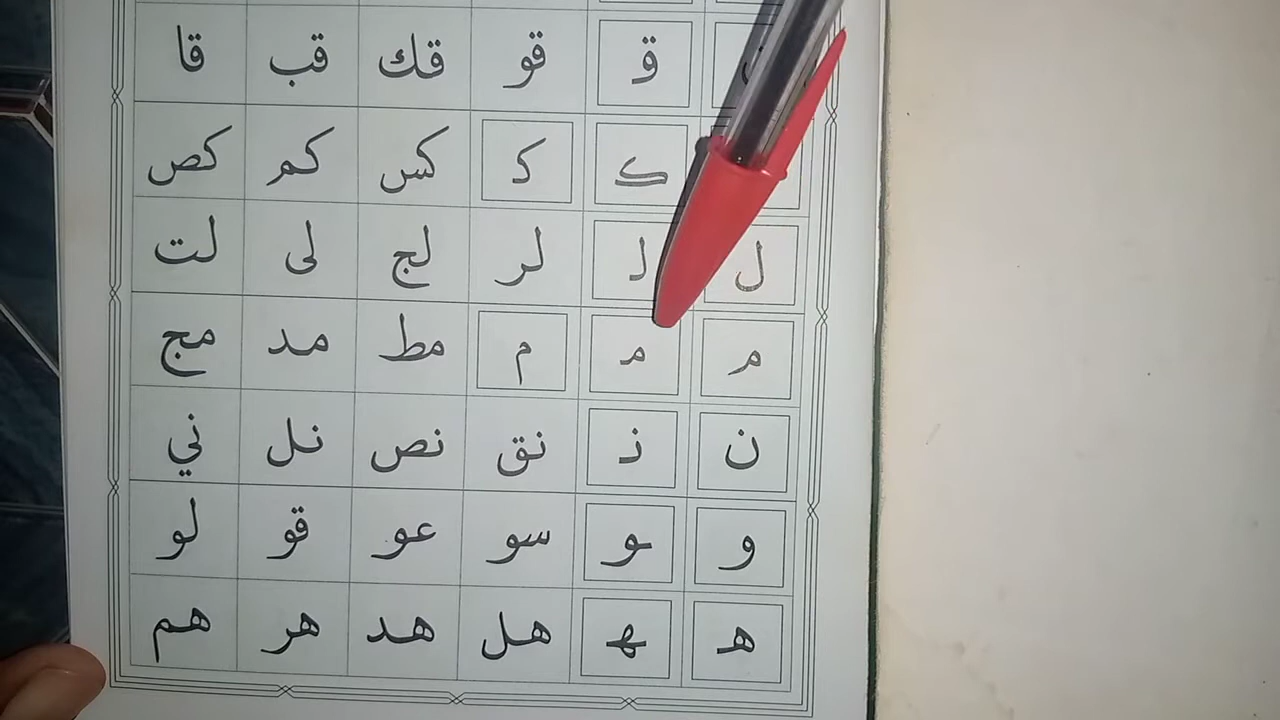 ق قو قك قب قا
ک ك كس كم كص
ل ل لر لج لى لت
م م م مط مد مج
ن ن نق نص نل ني
و و سو عو قو لو
ه ه هل هد هر هم